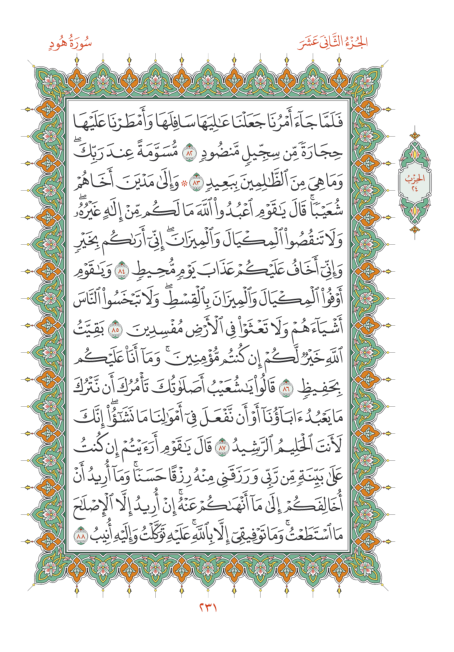 الجُزْءُ الثَّانِيَ عَشَرَ
سُورَةُ هُودٍ
فَلَمَّا جَآءَ أَمْرُنَا جَعَلْنَا عَٰلِيَهَا سَافِلَهَا وَأَمْطَرْنَا عَلَيْهَا
حِجَارَةٗ مِّن سِجِّيلٖ مَّنضُودٖ ٨٢ مُّسَوَّمَةً عِندَ رَبِّكَۖ
وَمَا هِيَ مِنَ ٱلظَّٰلِمِينَ بِبَعِيدٖ ٨٣ ۞ وَإِلَىٰ مَدْيَنَ أَخَاهُمْ
شُعَيْبٗاۚ قَالَ يَٰقَوْمِ ٱعْبُدُوا۟ ٱللَّهَ مَا لَكُم مِّنْ إِلَٰهٍ غَيْرُهُۥۖ
وَلَا تَنقُصُوا۟ ٱلْمِكْيَالَ وَٱلْمِيزَانَۖ إِنِّيٓ أَرَىٰكُم بِخَيْرٖ
وَإِنِّيٓ أَخَافُ عَلَيْكُمْ عَذَابَ يَوْمٖ مُّحِيطٖ ٨٤ وَيَٰقَوْمِ
أَوْفُوا۟ ٱلْمِكْيَالَ وَٱلْمِيزَانَ بِٱلْقِسْطِۖ وَلَا تَبْخَسُوا۟ ٱلنَّاسَ
أَشْيَآءَهُمْ وَلَا تَعْثَوْا۟ فِي ٱلْأَرْضِ مُفْسِدِينَ ٨٥ بَقِيَّتُ
ٱللَّهِ خَيْرٞ لَّكُمْ إِن كُنتُم مُّؤْمِنِينَۚ وَمَآ أَنَا۠ عَلَيْكُم
بِحَفِيظٖ ٨٦ قَالُوا۟ يَٰشُعَيْبُ أَصَلَوٰتُكَ تَأْمُرُكَ أَن نَّتْرُكَ
مَا يَعْبُدُ ءَابَآؤُنَآ أَوْ أَن نَّفْعَلَ فِيٓ أَمْوَٰلِنَا مَا نَشَٰٓؤُا۟ۖ إِنَّكَ
لَأَنتَ ٱلْحَلِيمُ ٱلرَّشِيدُ ٨٧ قَالَ يَٰقَوْمِ أَرَءَيْتُمْ إِن كُنتُ
عَلَىٰ بَيِّنَةٖ مِّن رَّبِّي وَرَزَقَنِي مِنْهُ رِزْقًا حَسَنٗاۚ وَمَآ أُرِيدُ أَنْ
أُخَالِفَكُمْ إِلَىٰ مَآ أَنْهَىٰكُمْ عَنْهُۚ إِنْ أُرِيدُ إِلَّا ٱلْإِصْلَٰحَ
مَا ٱسْتَطَعْتُۚ وَمَا تَوْفِيقِيٓ إِلَّا بِٱللَّهِۚ عَلَيْهِ تَوَكَّلْتُ وَإِلَيْهِ أُنِيبُ ٨٨
الحِزْبُ
٢٤
٢٣١